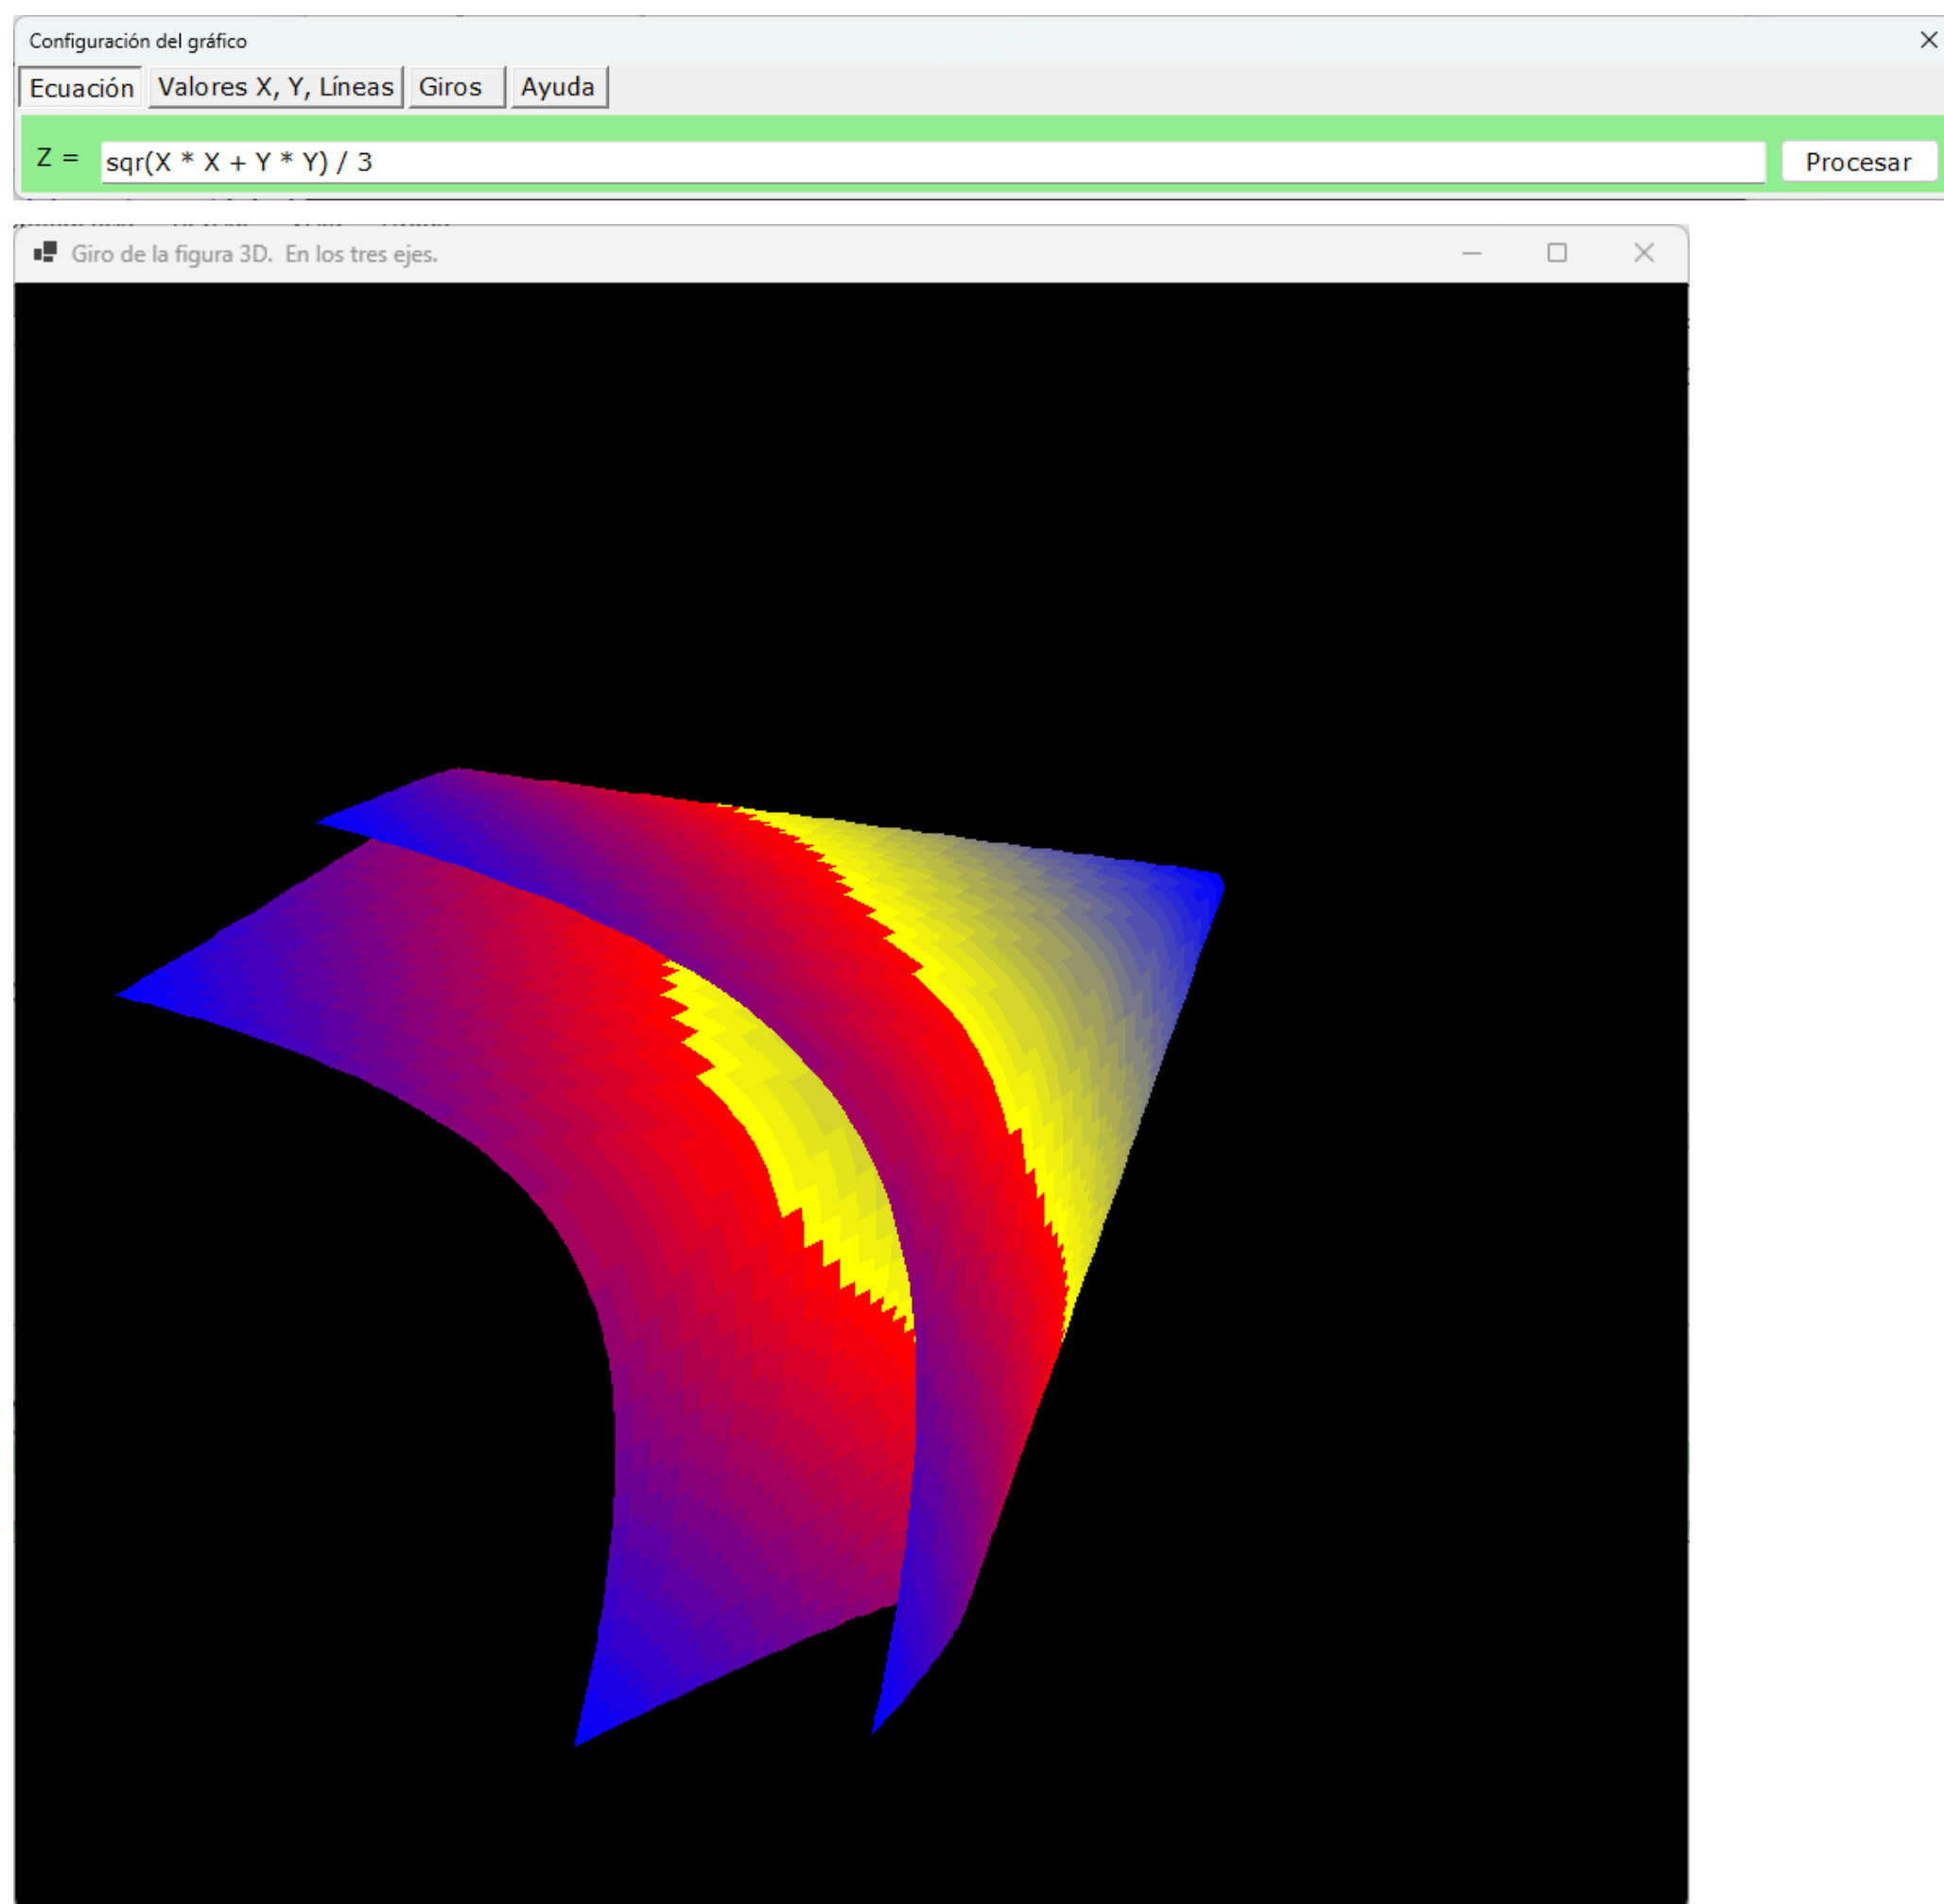 Configuración del gráfico
Ecuación Valores X, Y, Líneas Giros Ayuda
Z = sqr(X * X + Y * Y) / 3 Procesar
Giro de la figura 3D. En los tres ejes.